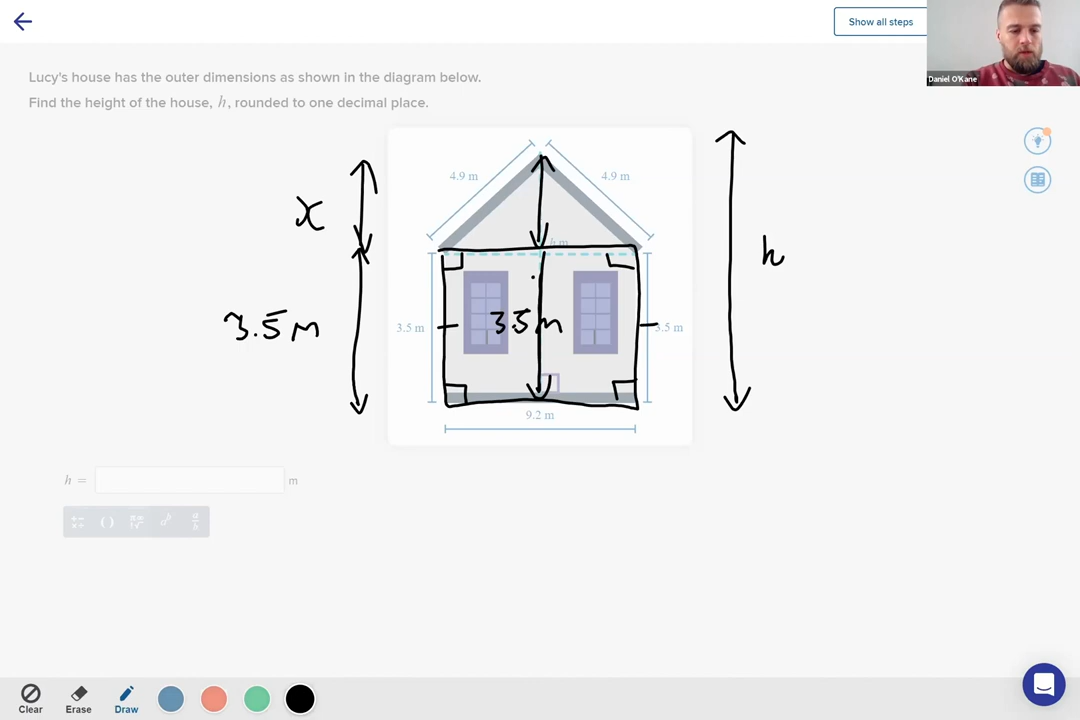 Show all steps
Daniel O'Kane
Lucy's house has the outer dimensions as shown in the diagram below.
Find the height of the house, h, rounded to one decimal place.
4.9 m
4.9 m
x
h m
h
3.5 m
3.5 m
3.5 m
3.5 m
9.2 m
h =
m
( )
a^b
a
b
Clear
Erase
Draw